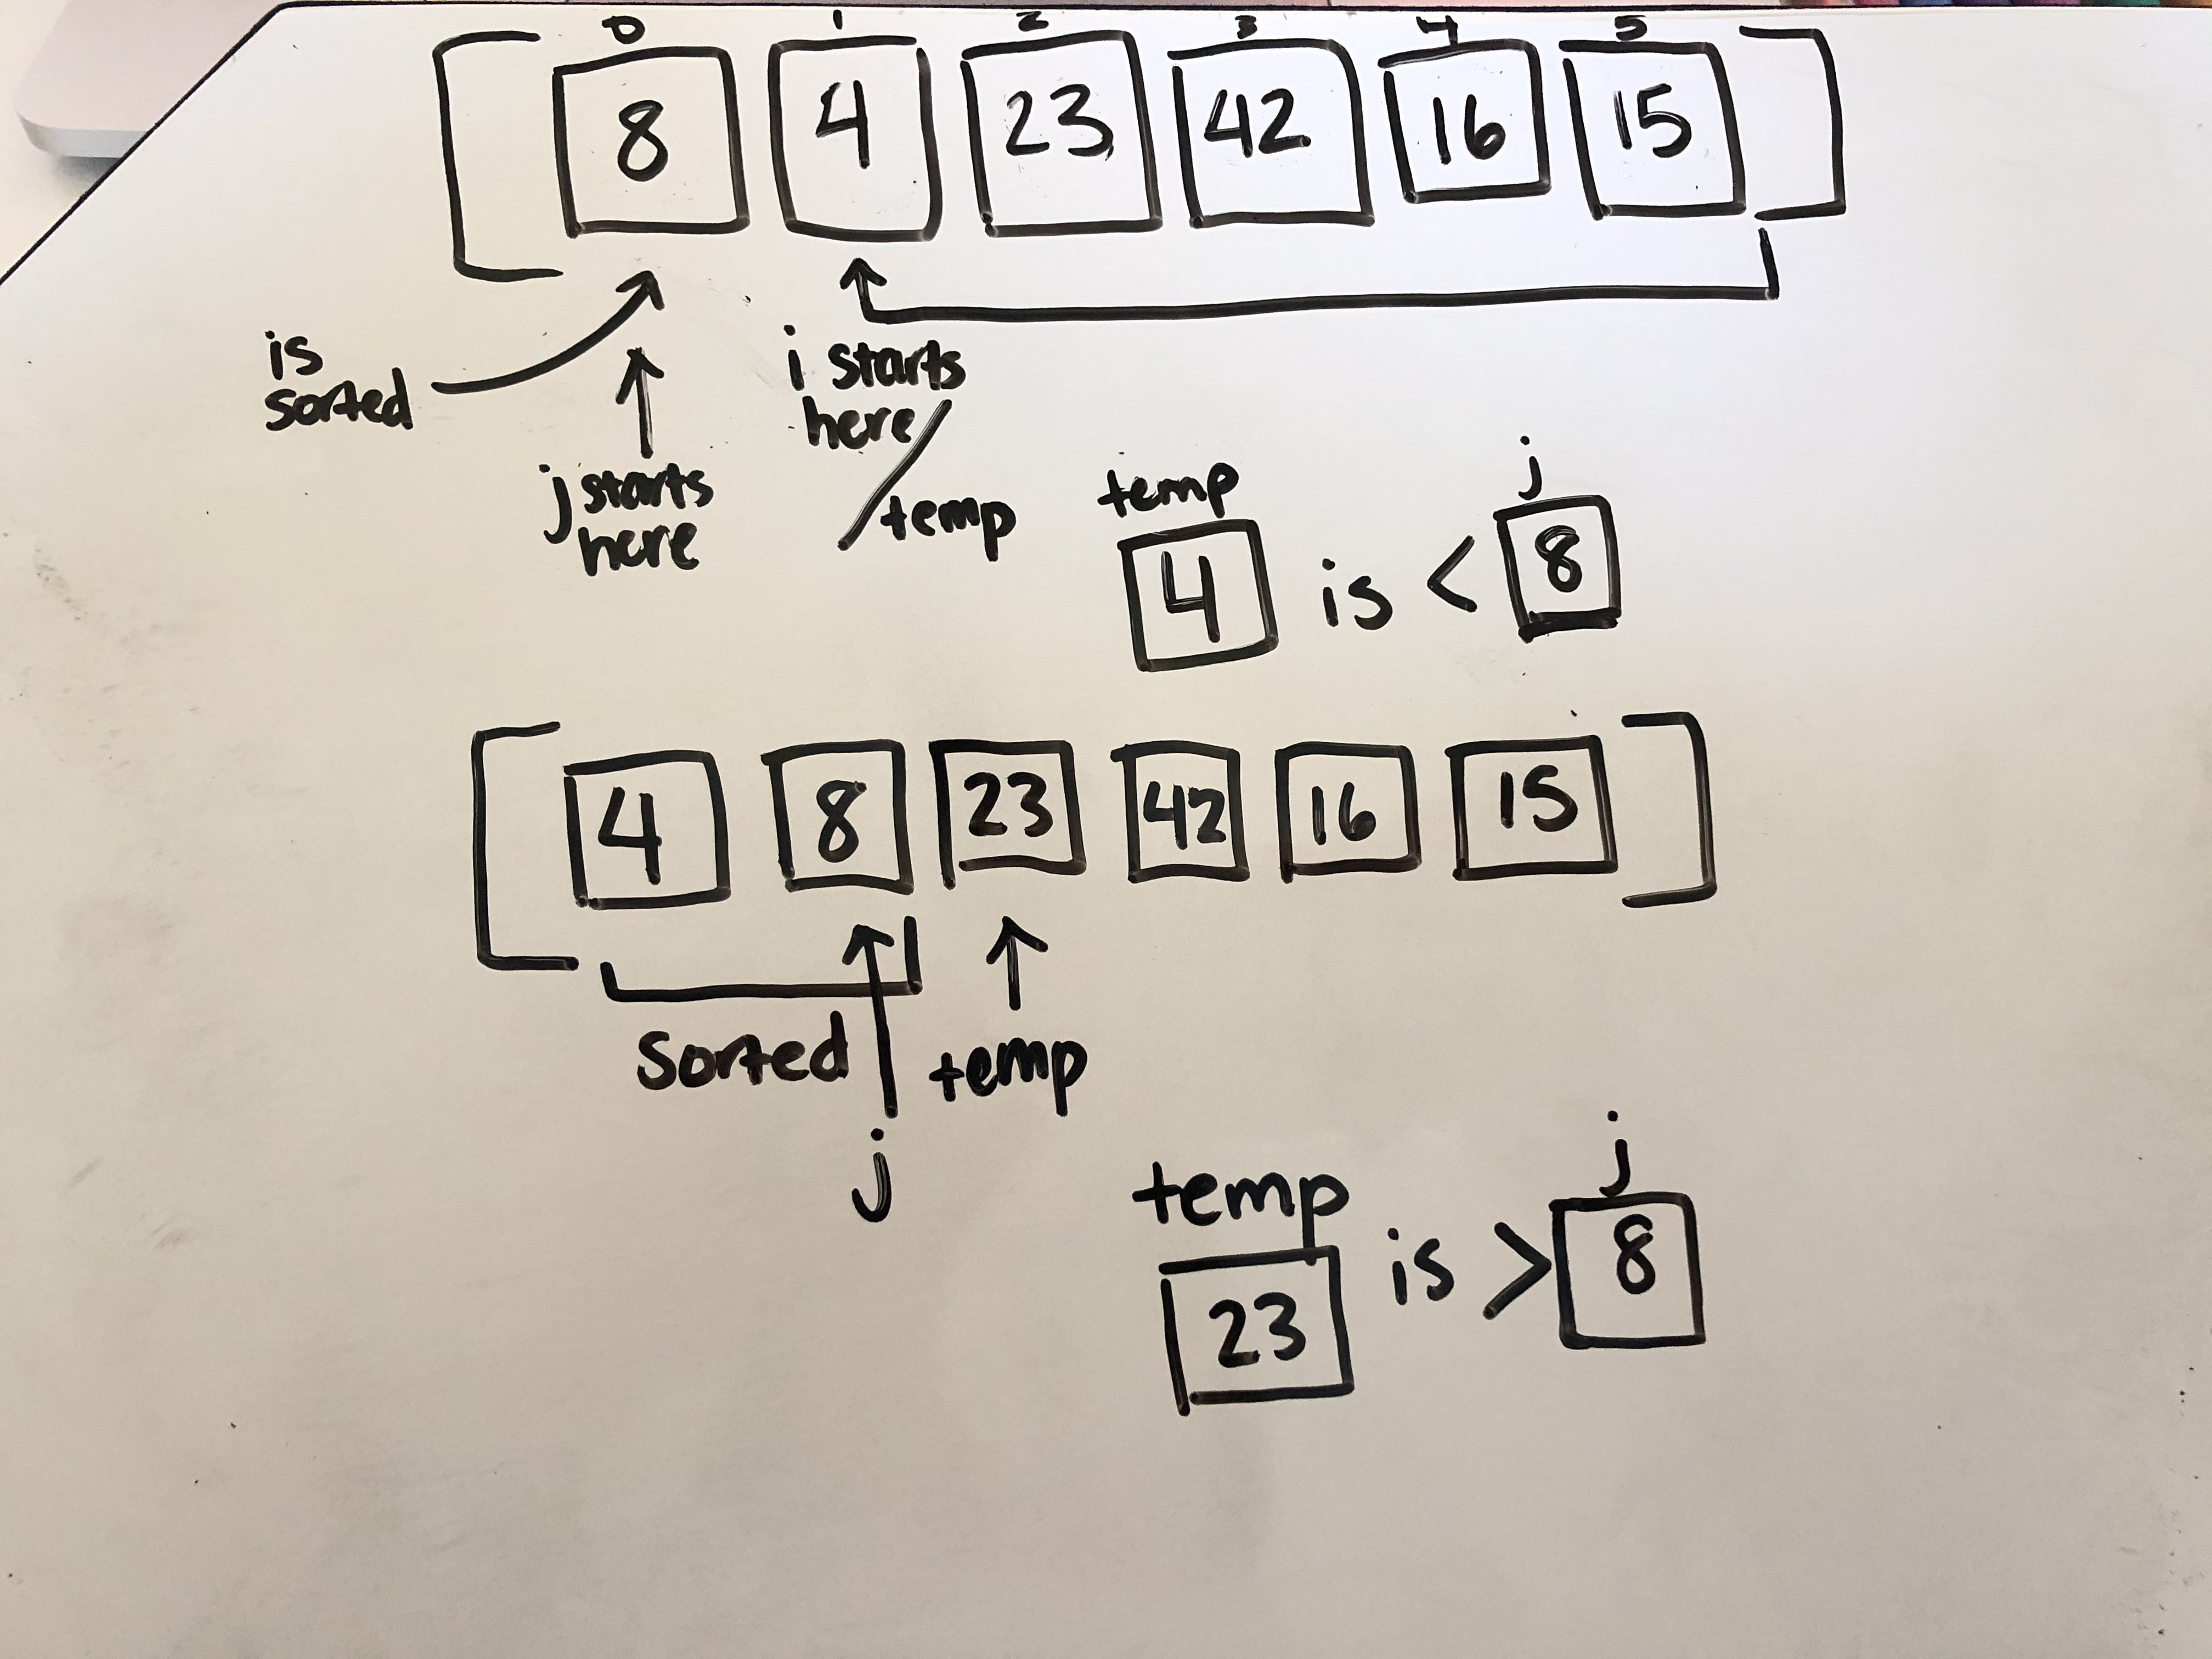 0 1 2 3 4 5
[ 8 4 23 42 16 15 ]
is
sorted
j starts
here
i starts
here / temp
temp j
4 is < 8
[ 4 8 23 42 16 15 ]
Sorted temp
j
temp j
23 is > 8